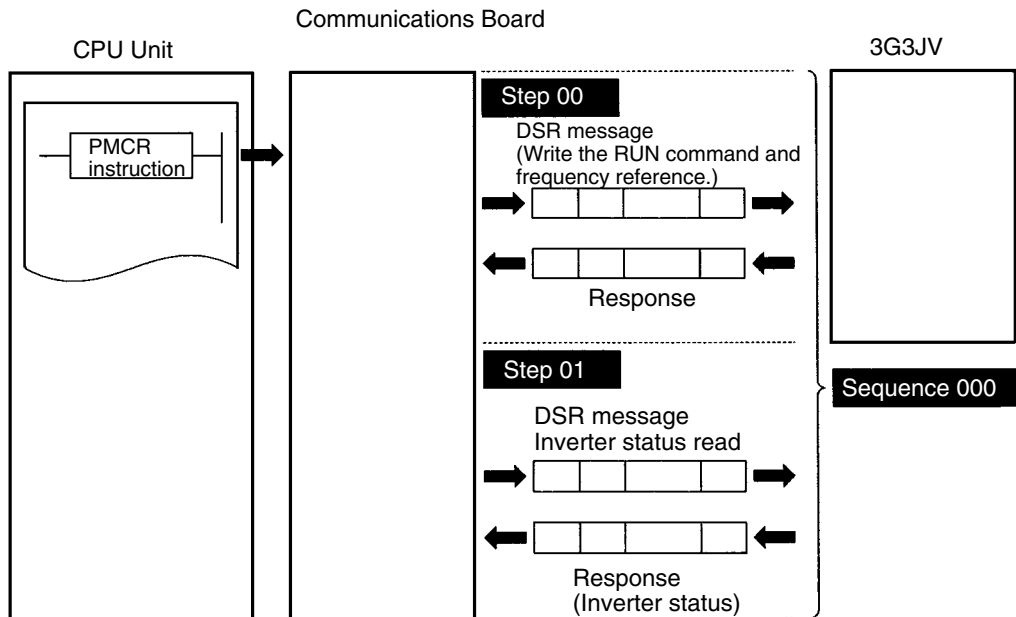 Communications Board
CPU Unit
3G3JV
PMCR
instruction
Step 00
DSR message
(Write the RUN command and
frequency reference.)
Response
Step 01
Sequence 000
DSR message
Inverter status read
Response
(Inverter status)